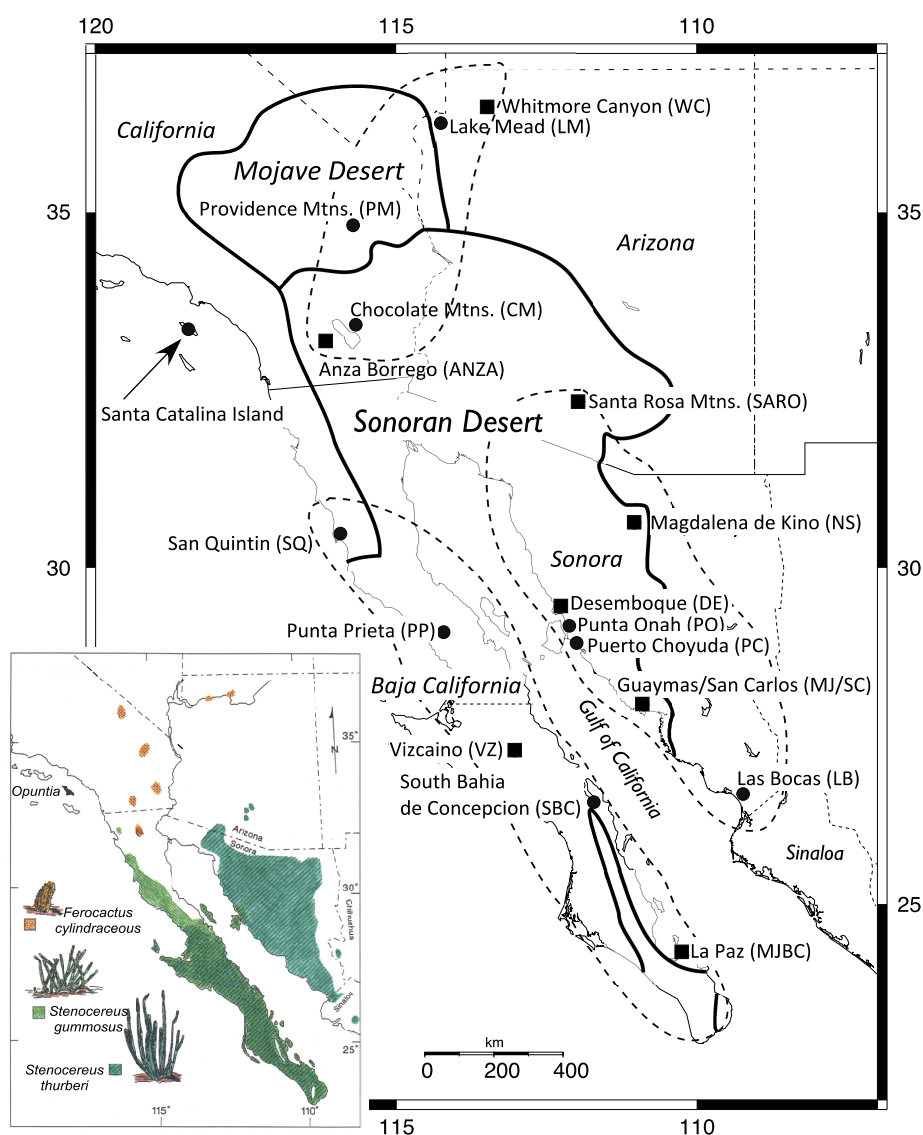 120
115
110
Whitmore Canyon (WC)
Lake Mead (LM)
California
Mojave Desert
Providence Mtns. (PM)
35
35
Arizona
Chocolate Mtns. (CM)
Anza Borrego (ANZA)
Santa Catalina Island
Santa Rosa Mtns. (SARO)
Sonoran Desert
Magdalena de Kino (NS)
San Quintin (SQ)
Sonora
30
30
Desemboque (DE)
Punta Onah (PO)
Punta Prieta (PP)
Puerto Choyuda (PC)
Baja California
Guaymas/San Carlos (MJ/SC)
Gulf of California
Vizcaino (VZ)
South Bahia
de Concepcion (SBC)
Las Bocas (LB)
Sinaloa
25
La Paz (MJBC)
km
0 200 400
115
110
35°
N
Opuntia
Arizona
Sonora
30°
Chihuahua
Ferocactus
cylindraceous
Stenocereus
gummosus
Sinaloa
25°
Stenocereus
thurberi
115°
110°